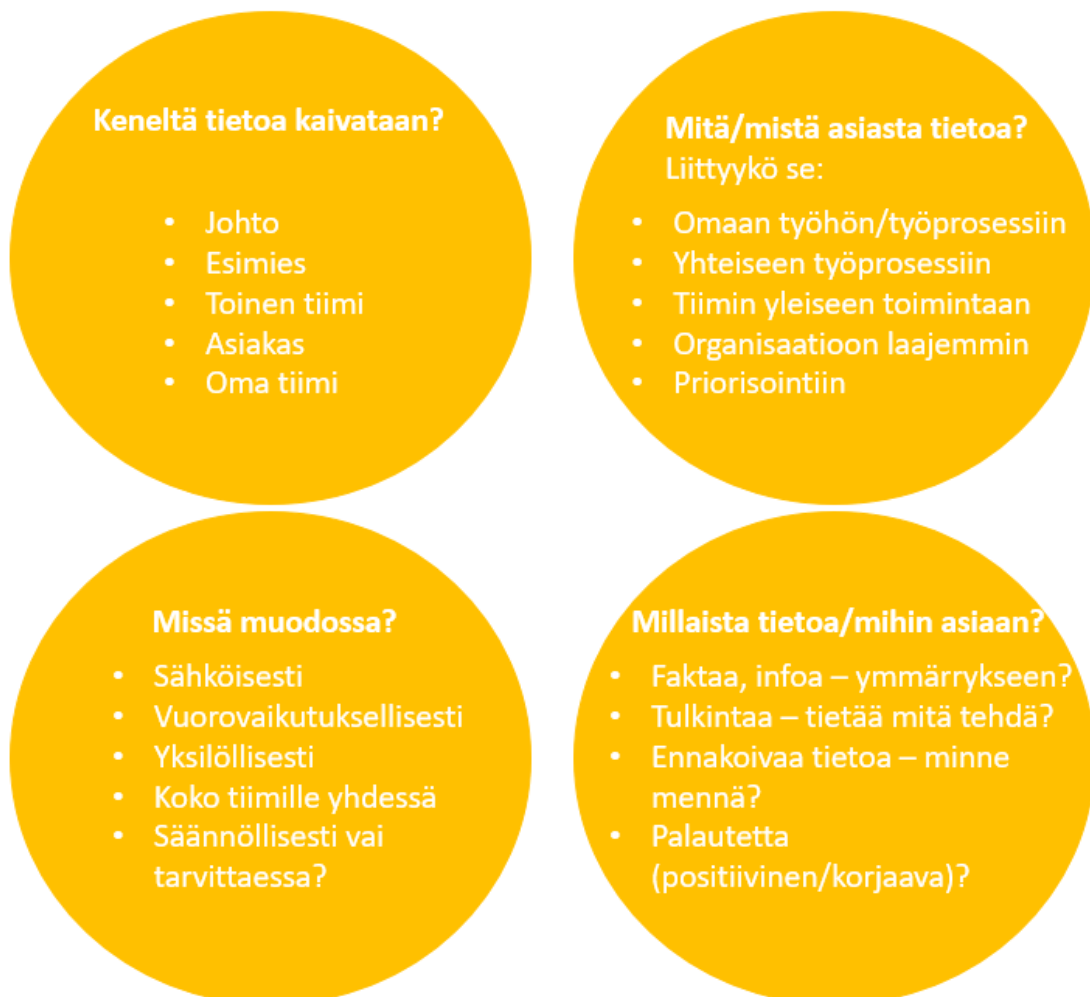 Keneltä tietoa kaivataan?
• Johto
• Esimies
• Toinen tiimi
• Asiakas
• Oma tiimi
Mitä/mistä asiasta tietoa?
Liittyykö se:
• Omaan työhön/työprosessiin
• Yhteiseen työprosessiin
• Tiimin yleiseen toimintaan
• Organisaatioon laajemmin
• Priorisointiin
Missä muodossa?
• Sähköisesti
• Vuorovaikutuksellisesti
• Yksilöllisesti
• Koko tiimille yhdessä
• Säännöllisesti vai
tarvittaessa?
Millaista tietoa/mihin asiaan?
• Faktaa, infoa – ymmärrykseen?
• Tulkintaa – tietää mitä tehdä?
• Ennakoivaa tietoa – minne
mennä?
• Palautetta
(positiivinen/korjaava)?